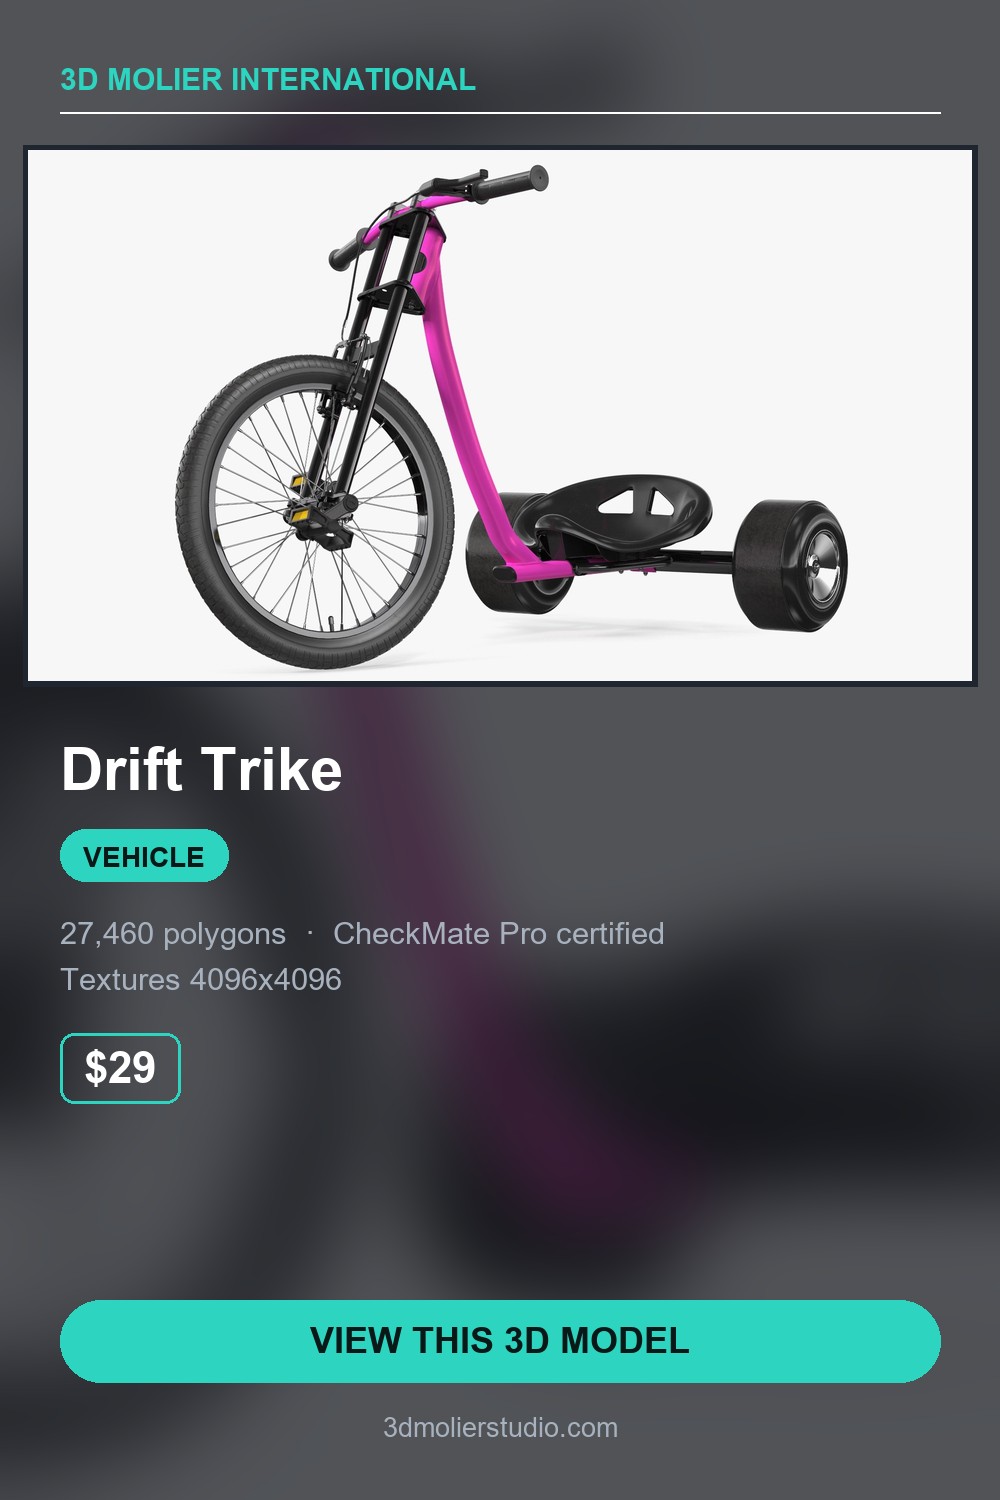 3D MOLIER INTERNATIONAL
Drift Trike
VEHICLE
27,460 polygons · CheckMate Pro certified
Textures 4096x4096
$29
VIEW THIS 3D MODEL
3dmolierstudio.com